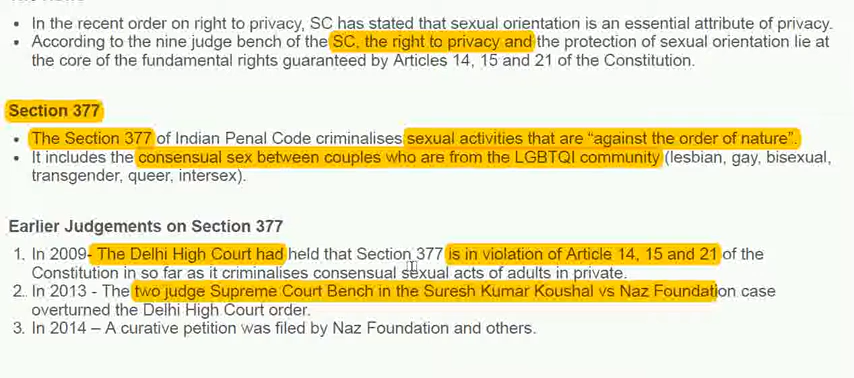 • In the recent order on right to privacy, SC has stated that sexual orientation is an essential attribute of privacy.
• According to the nine judge bench of the SC, the right to privacy and the protection of sexual orientation lie at
the core of the fundamental rights guaranteed by Articles 14, 15 and 21 of the Constitution.
Section 377
• The Section 377 of Indian Penal Code criminalises sexual activities that are “against the order of nature”.
• It includes the consensual sex between couples who are from the LGBTQI community (lesbian, gay, bisexual,
transgender, queer, intersex).
Earlier Judgements on Section 377
1. In 2009- The Delhi High Court had held that Section 377 is in violation of Article 14, 15 and 21 of the
Constitution in so far as it criminalises consensual sexual acts of adults in private.
2. In 2013 - The two judge Supreme Court Bench in the Suresh Kumar Koushal vs Naz Foundation case
overturned the Delhi High Court order.
3. In 2014 – A curative petition was filed by Naz Foundation and others.